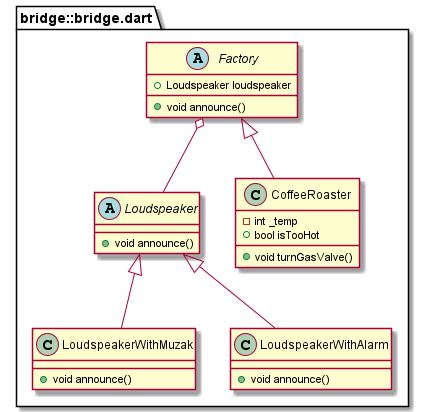 bridge::bridge.dart
A Factory
Loudspeaker loudspeaker
void announce()
A Loudspeaker
void announce()
C CoffeeRoaster
int _temp
bool isTooHot
void turnGasValve()
C LoudspeakerWithMuzak
void announce()
C LoudspeakerWithAlarm
void announce()